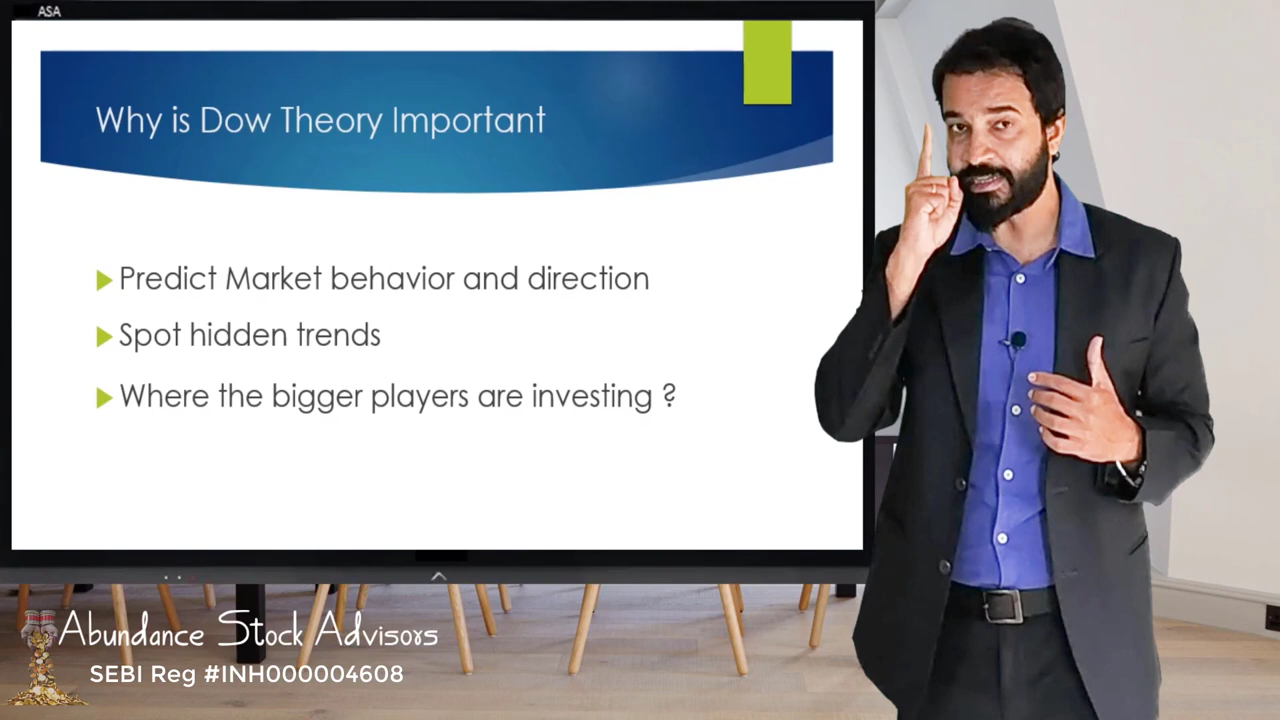 ASA
Why is Dow Theory Important
Predict Market behavior and direction
Spot hidden trends
Where the bigger players are investing ?
Abundance Stock Advisors
SEBI Reg #INH000004608